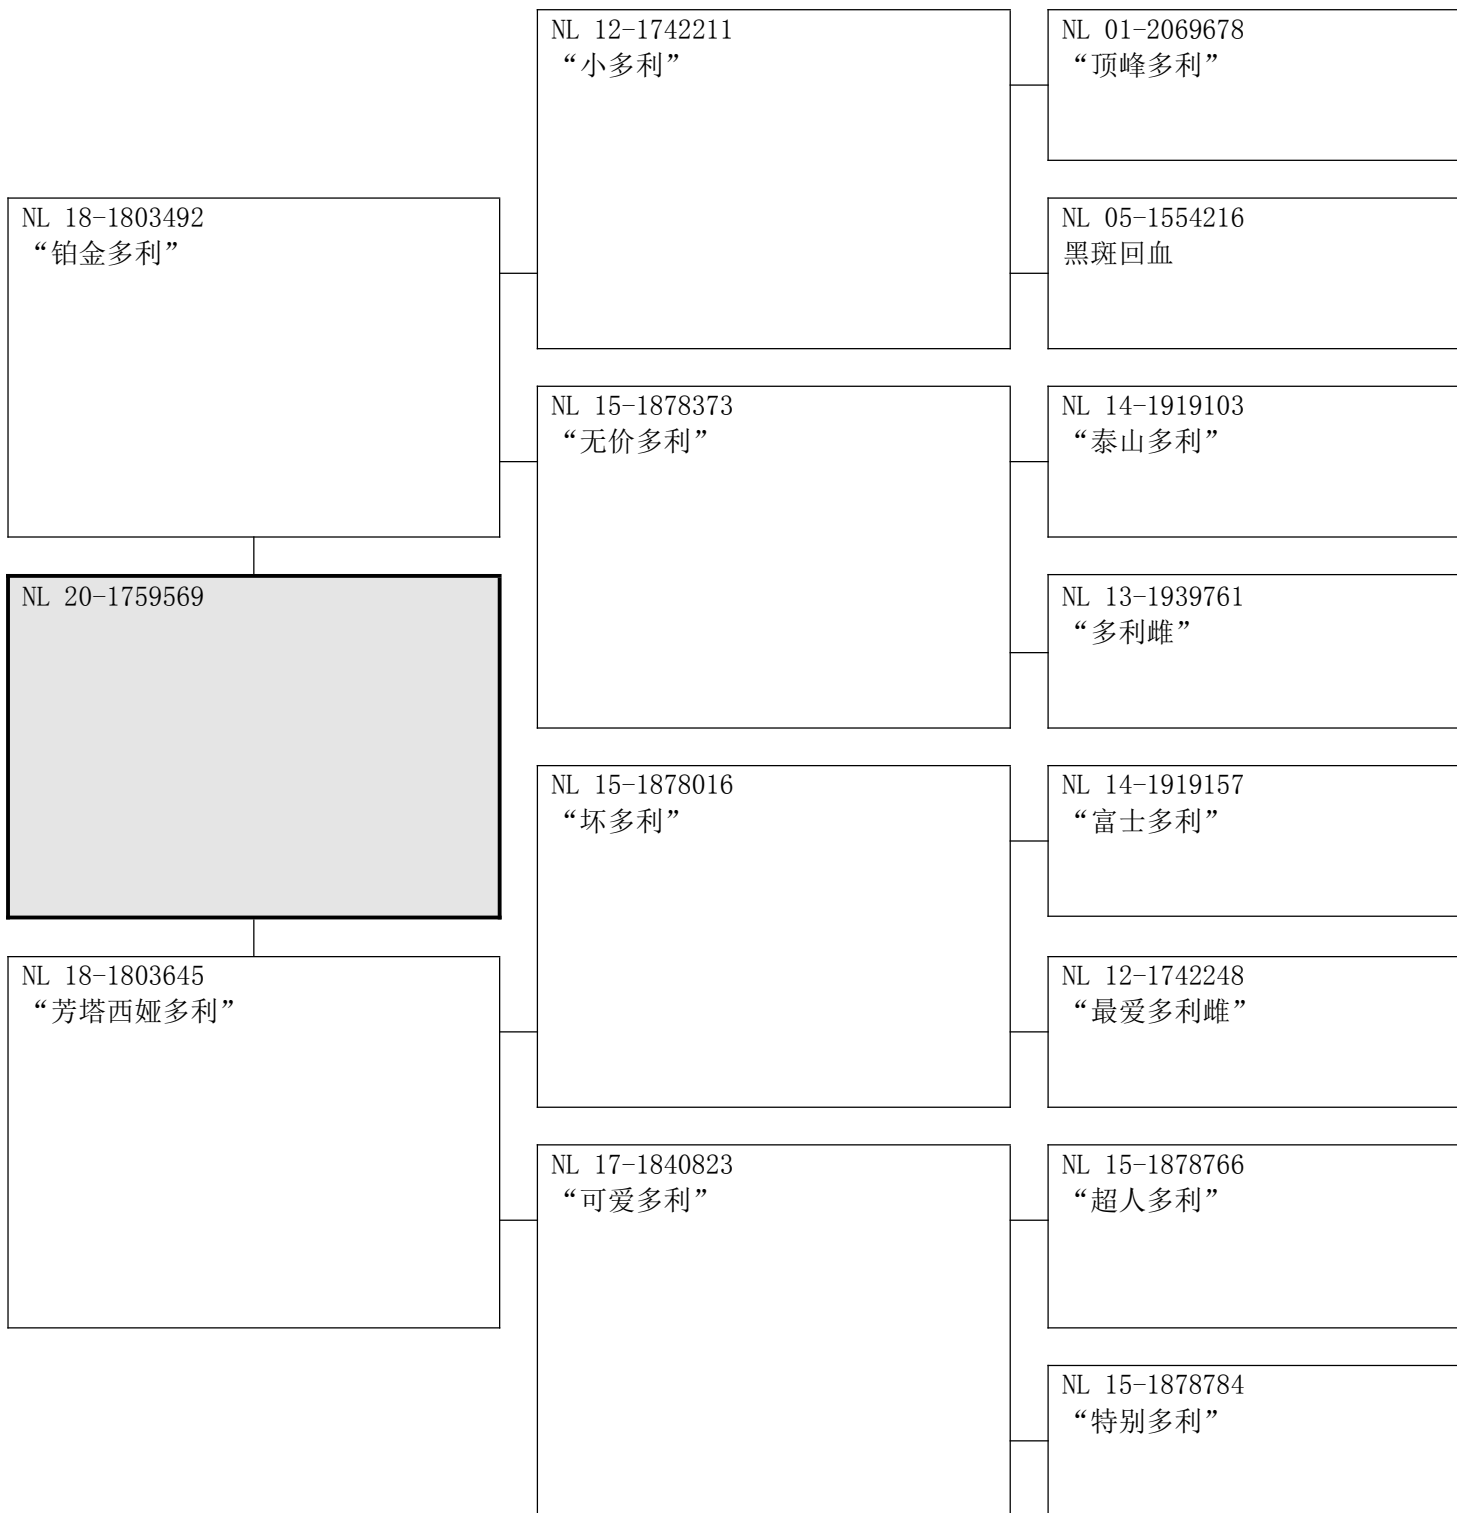 NL 12-1742211
“小多利”
NL 01-2069678
“顶峰多利”
NL 18-1803492
“铂金多利”
NL 05-1554216
黑斑回血
NL 15-1878373
“无价多利”
NL 14-1919103
“泰山多利”
NL 20-1759569
NL 13-1939761
“多利雌”
NL 15-1878016
“坏多利”
NL 14-1919157
“富士多利”
NL 18-1803645
“芳塔西娅多利”
NL 12-1742248
“最爱多利雌”
NL 17-1840823
“可爱多利”
NL 15-1878766
“超人多利”
NL 15-1878784
“特别多利”